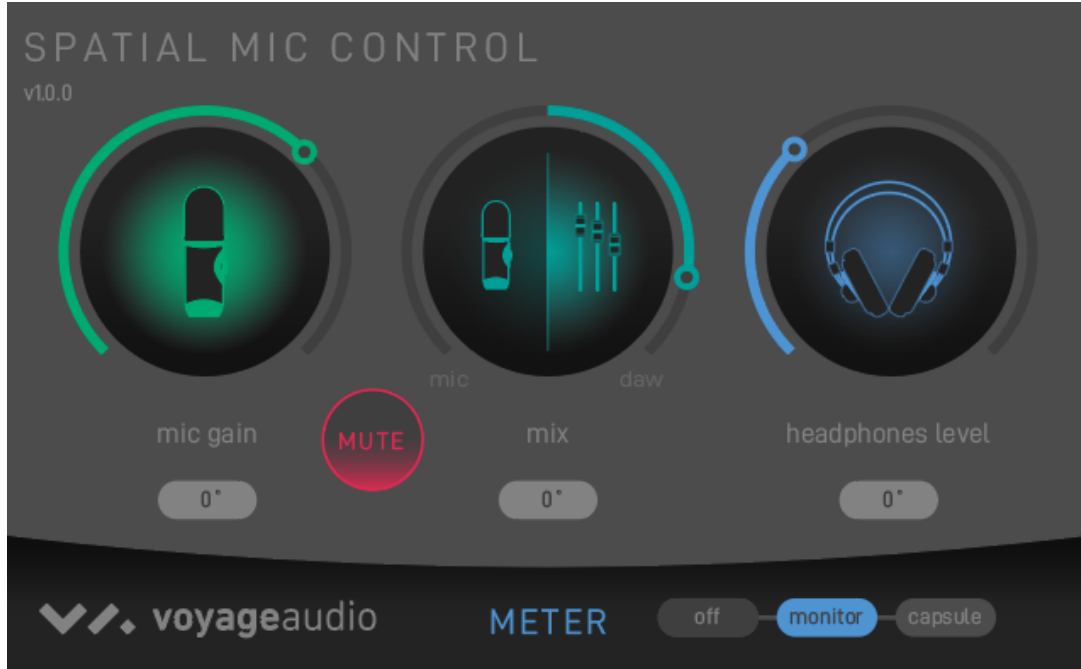 SPATIAL MIC CONTROL
v1.0.0
mic
daw
mic gain
MUTE
mix
headphones level
0°
0°
0°
voyageaudio
METER
off
monitor
capsule